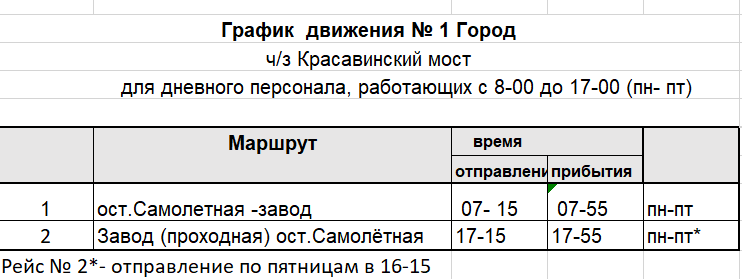 График движения № 1 Город
ч/з Красавинский мост
для дневного персонала, работающих с 8-00 до 17-00 (пн- пт)
Маршрут время
отправлени прибытия
1 ост.Самолетная -завод 07- 15 07-55 пн-пт
2 Завод (проходная) ост.Самолётная 17-15 17-55 пн-пт*
Рейс № 2*- отправление по пятницам в 16-15